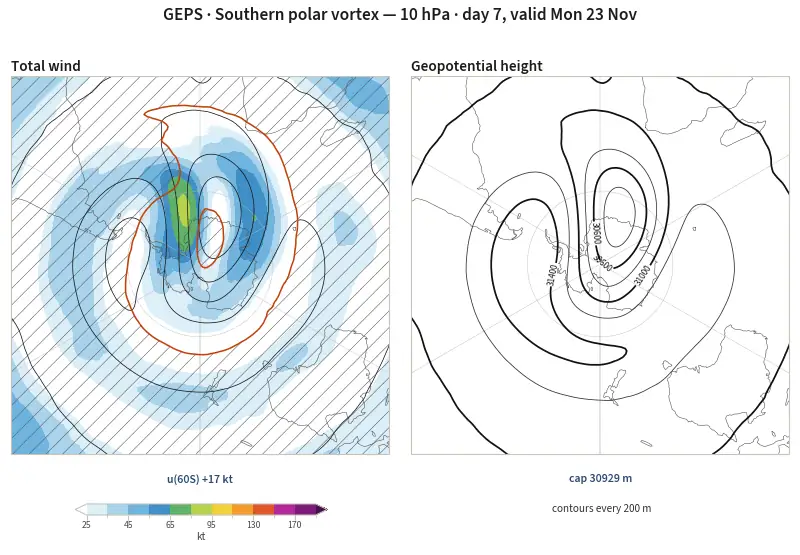 GEPS · Southern polar vortex — 10 hPa · day 7, valid Mon 23 Nov
Total wind
Geopotential height
30600
31400
31000
u(60S) +17 kt
cap 30929 m
contours every 200 m
25 45 65 95 130 170
kt